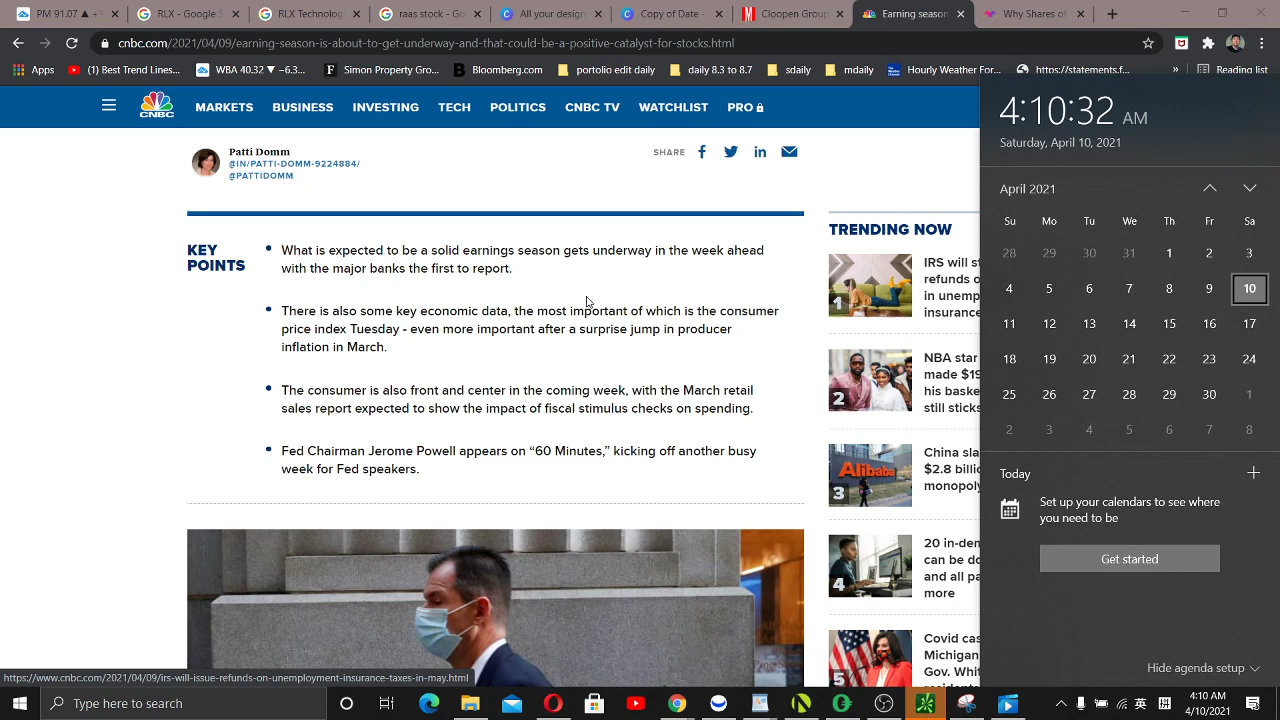 PM 91.07 ▲ +1
RLX stock - G
raas stock - Go
All your design
Copy of Date
Cloopen Group
Earning season
cnbc.com/2021/04/09/earning-season-is-about-to-get-underway-and-that-could-be-a-positive-catalyst-for-stocks.html
Apps
(1) Best Trend Lines...
WBA 40.32 ▼ −6.3...
Simon Property Gro...
Bloomberg.com
portfolio edit daily
daily 8.3 to 8.7
sdaily
mdaily
Hourly Weather For...
https://sentiment-c...
Reading list
CNBC
MARKETS
BUSINESS
INVESTING
TECH
POLITICS
CNBC TV
WATCHLIST
PRO
Patti Domm
@IN/PATTI-DOMM-9224884/
@PATTIDOMM
SHARE
KEY
POINTS
What is expected to be a solid earnings season gets underway in the week ahead
with the major banks the first to report.
There is also some key economic data, the most important of which is the consumer
price index Tuesday - even more important after a surprise jump in producer
inflation in March.
The consumer is also front and center in the coming week, with the March retail
sales report expected to show the impact of fiscal stimulus checks on spending.
Fed Chairman Jerome Powell appears on “60 Minutes,” kicking off another busy
week for Fed speakers.
TRENDING NOW
1
IRS will st
refunds o
in unemp
insurance
2
NBA star
made $19
his baske
still sticks
Alibaba
3
China sla
$2.8 billio
monopoly
4
20 in-den
can be do
and all pa
more
5
Covid cas
Michigan
Gov. Whit
https://www.cnbc.com/2021/04/09/irs-will-issue-refunds-on-unemployment-insurance-taxes-in-may.html
4:10:32 AM
Saturday, April 10, 2021
April 2021
Su Mo Tu We Th Fr Sa
28 29 30 31 1 2 3
4 5 6 7 8 9 10
11 12 13 14 15 16 17
18 19 20 21 22 23 24
25 26 27 28 29 30 1
2 3 4 5 6 7 8
Today
Set up your calendars to see where
you need to be
Get started
Hide agenda setup
Type here to search
英
4:10 AM
4/10/2021